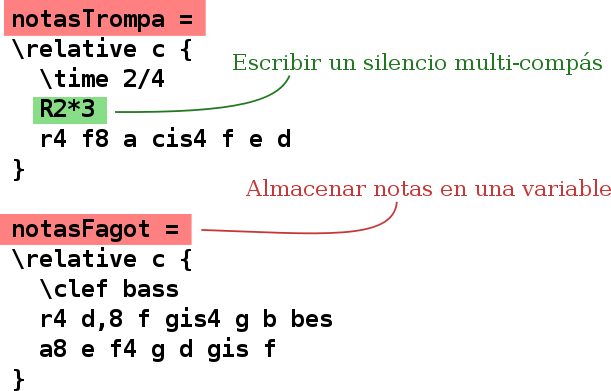 notasTrompa =
\relative c {
  \time 2/4
Escribir un silencio multi-compás
  R2*3
  r4 f8 a cis4 f e d
}
Almacenar notas en una variable
notasFagot =
\relative c {
  \clef bass
  r4 d,8 f gis4 g b bes
  a8 e f4 g d gis f
}